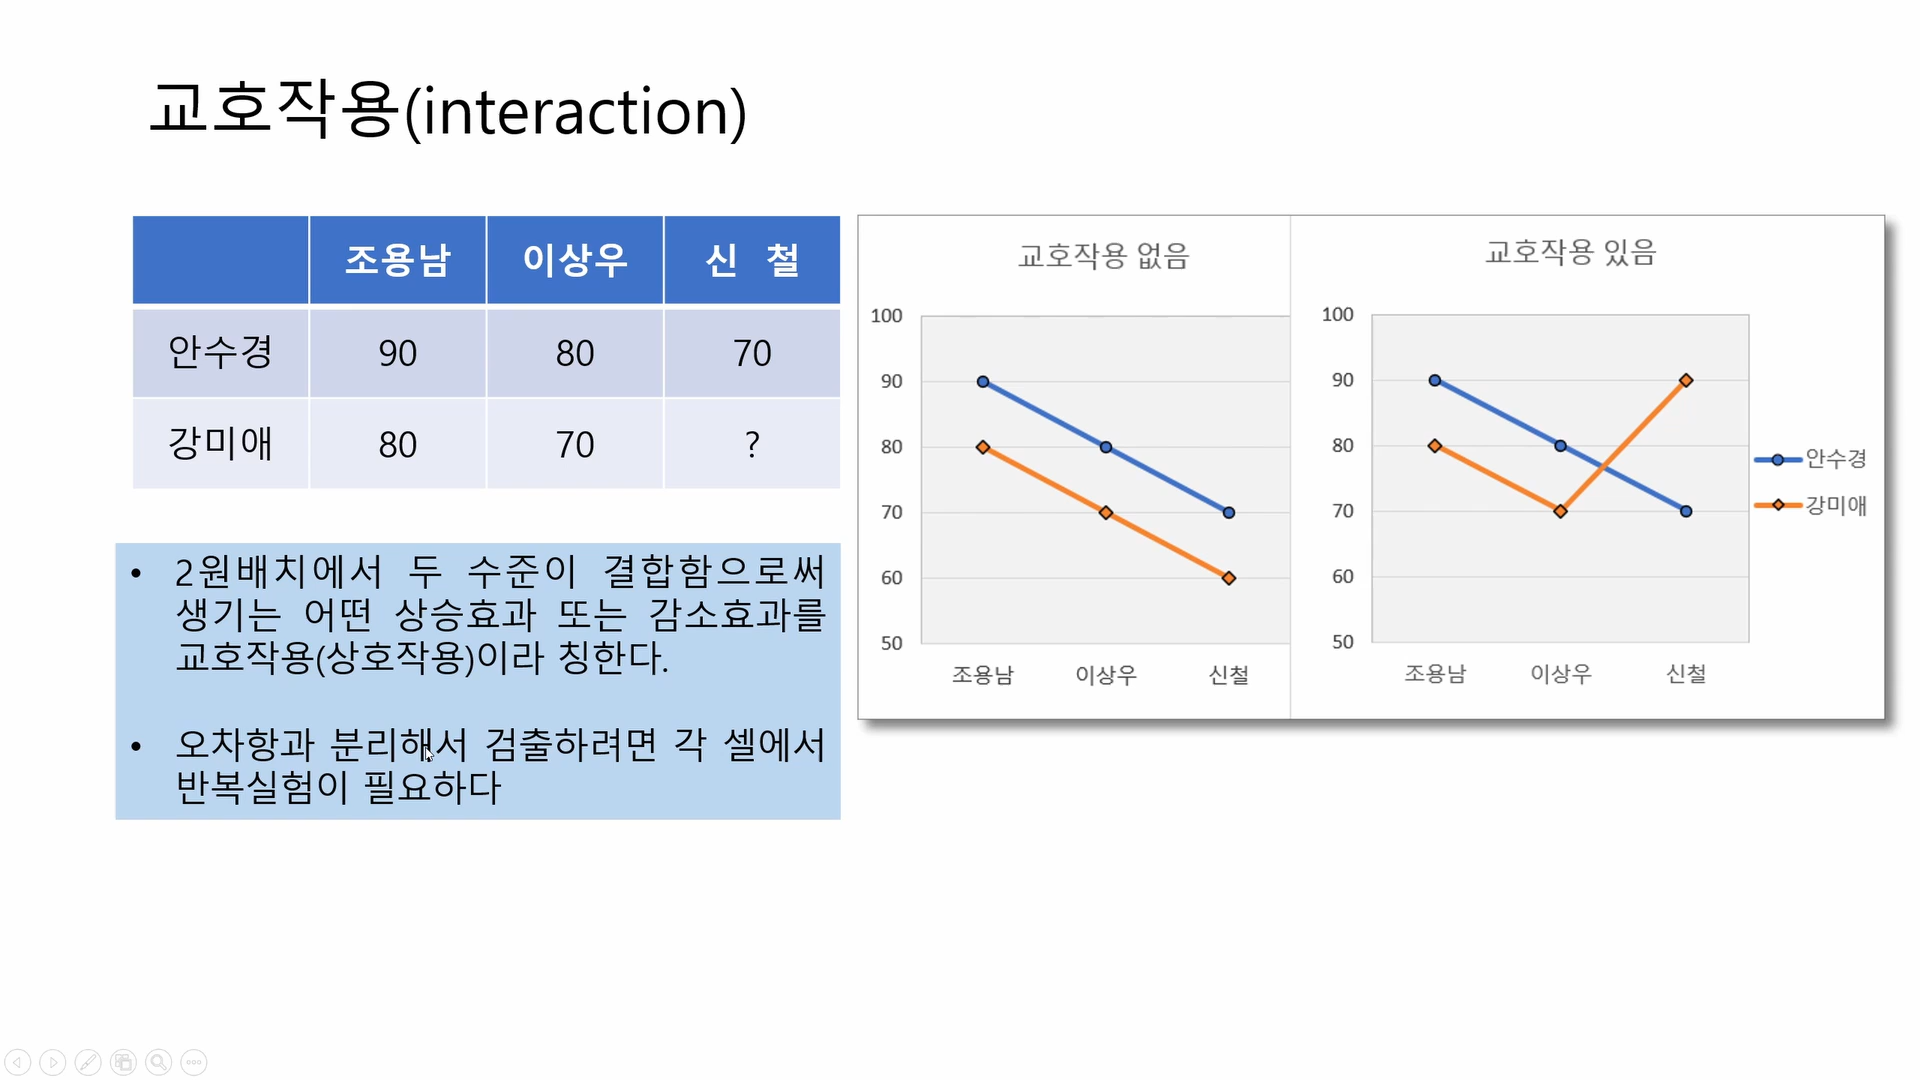 교호작용(interaction)
조용남 이상우 신 철
안수경 90 80 70
강미애 80 70 ?
• 2원배치에서 두 수준이 결합함으로써
생기는 어떤 상승효과 또는 감소효과를
교호작용(상호작용)이라 칭한다.
• 오차항과 분리해서 검출하려면 각 셀에서
반복실험이 필요하다
교호작용 없음
100
90
80
70
60
50
조용남 이상우 신철
교호작용 있음
100
90
80
70
60
50
조용남 이상우 신철
안수경
강미애